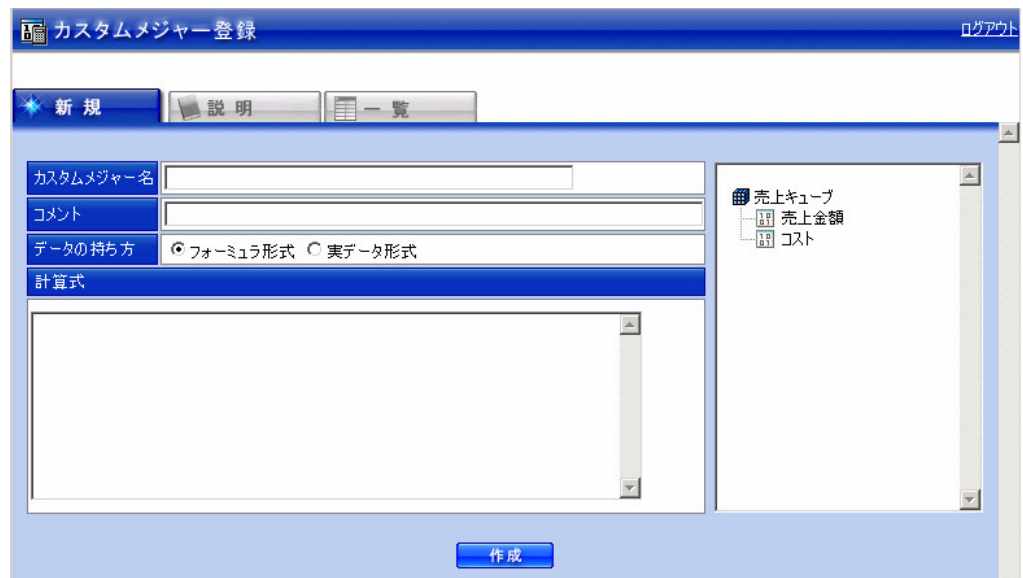 カスタムメジャー登録
ログアウト
新規
説明
一覧
カスタムメジャー名
コメント
データの持ち方
フォーミュラ形式 実データ形式
計算式
売上キューブ
売上金額
コスト
作成